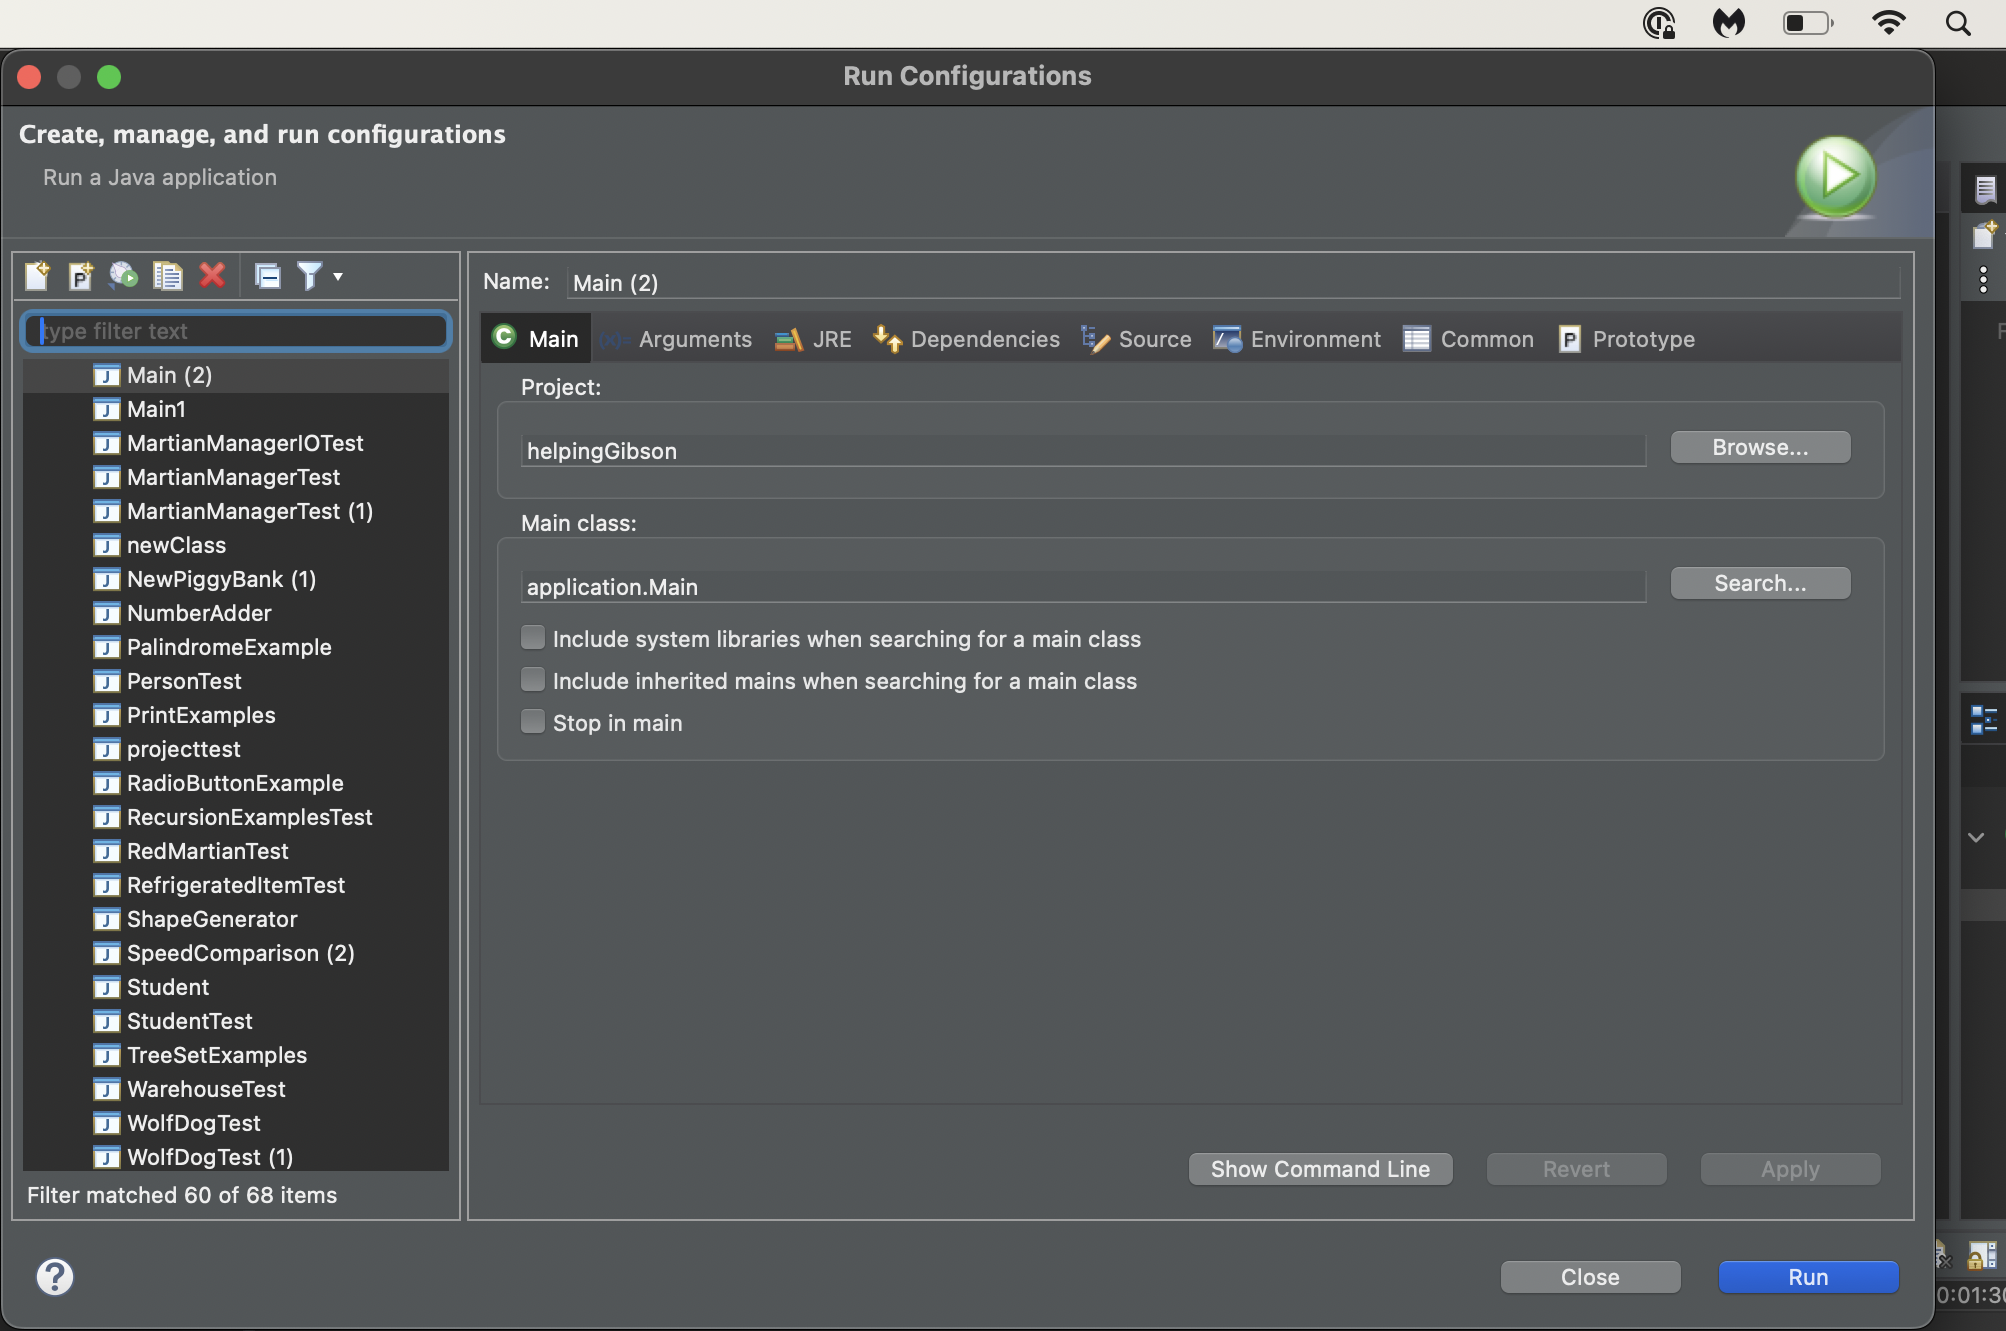 Run Configurations
Create, manage, and run configurations
Run a Java application
type filter text
Main (2)
Main1
MartianManagerIOTest
MartianManagerTest
MartianManagerTest (1)
newClass
NewPiggyBank (1)
NumberAdder
PalindromeExample
PersonTest
PrintExamples
projecttest
RadioButtonExample
RecursionExamplesTest
RedMartianTest
RefrigeratedItemTest
ShapeGenerator
SpeedComparison (2)
Student
StudentTest
TreeSetExamples
WarehouseTest
WolfDogTest
WolfDogTest (1)
Filter matched 60 of 68 items
Name: Main (2)
Main Arguments JRE Dependencies Source Environment Common Prototype
Project:
helpingGibson Browse...
Main class:
application.Main Search...
Include system libraries when searching for a main class
Include inherited mains when searching for a main class
Stop in main
Show Command Line Revert Apply
Close Run
0:01:30